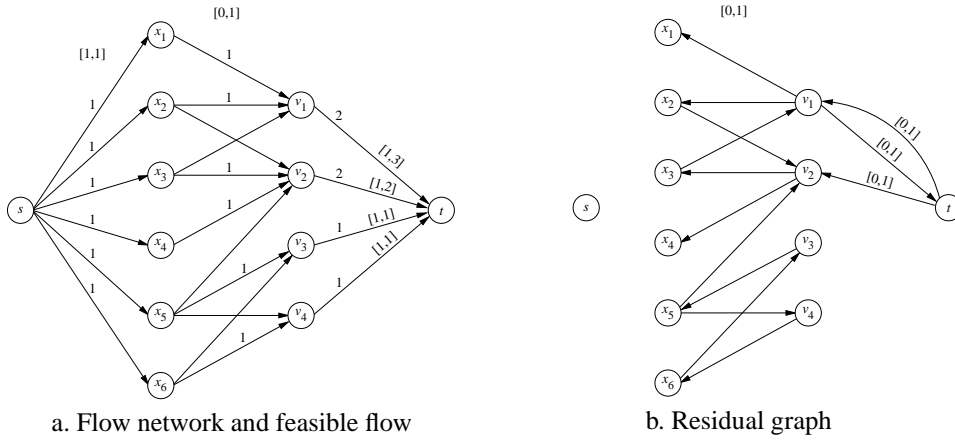 [0,1]
[1,1]
x1
1
1
x2
1
v1
2
1
1
[1,3]
x3
1
v2
2
[1,2]
1
s
1
x4
1
v3
1
[1,1]
t
1
[1,1]
1
1
x5
v4
1
1
x6
a. Flow network and feasible flow
[0,1]
x1
x2
v1
[0,1]
[0,1]
x3
v2
[0,1]
s
t
x4
v3
x5
v4
x6
b. Residual graph